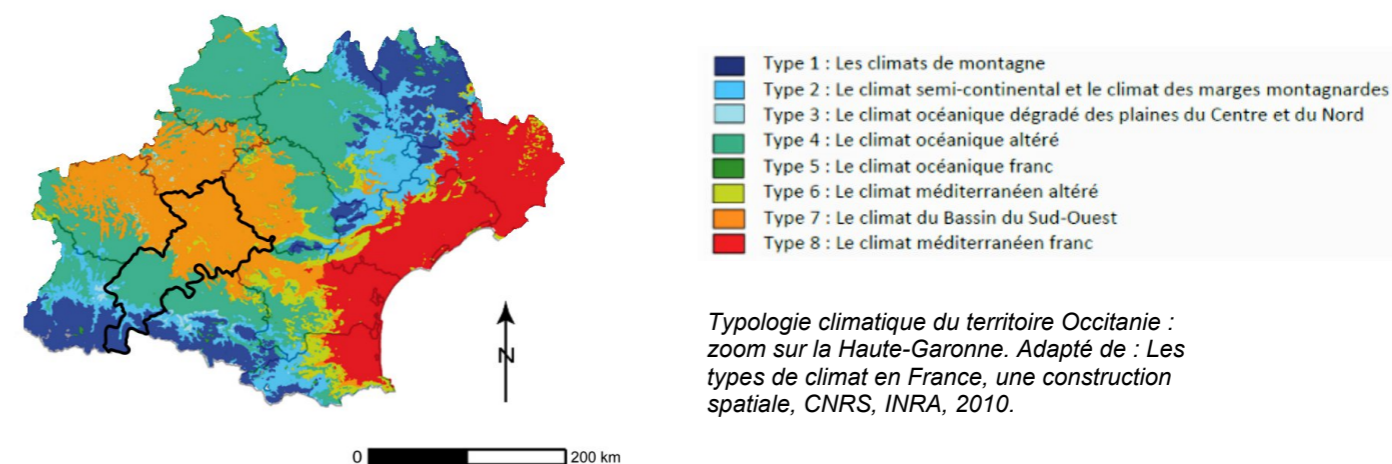 Type 1 : Les climats de montagne
Type 2 : Le climat semi-continental et le climat des marges montagnardes
Type 3 : Le climat océanique dégradé des plaines du Centre et du Nord
Type 4 : Le climat océanique altéré
Type 5 : Le climat océanique franc
Type 6 : Le climat méditerranéen altéré
Type 7 : Le climat du Bassin du Sud-Ouest
Type 8 : Le climat méditerranéen franc
Typologie climatique du territoire Occitanie :
zoom sur la Haute-Garonne. Adapté de : Les
types de climat en France, une construction
spatiale, CNRS, INRA, 2010.
N
0 200 km